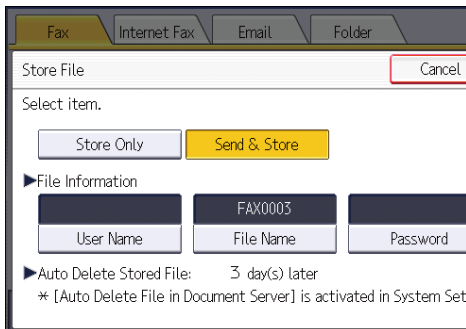 Fax Internet Fax Email Folder
Store File Cancel
Select item.
Store Only Send & Store
►File Information
FAX0003
User Name File Name Password
►Auto Delete Stored File: 3 day(s) later
* [Auto Delete File in Document Server] is activated in System Set